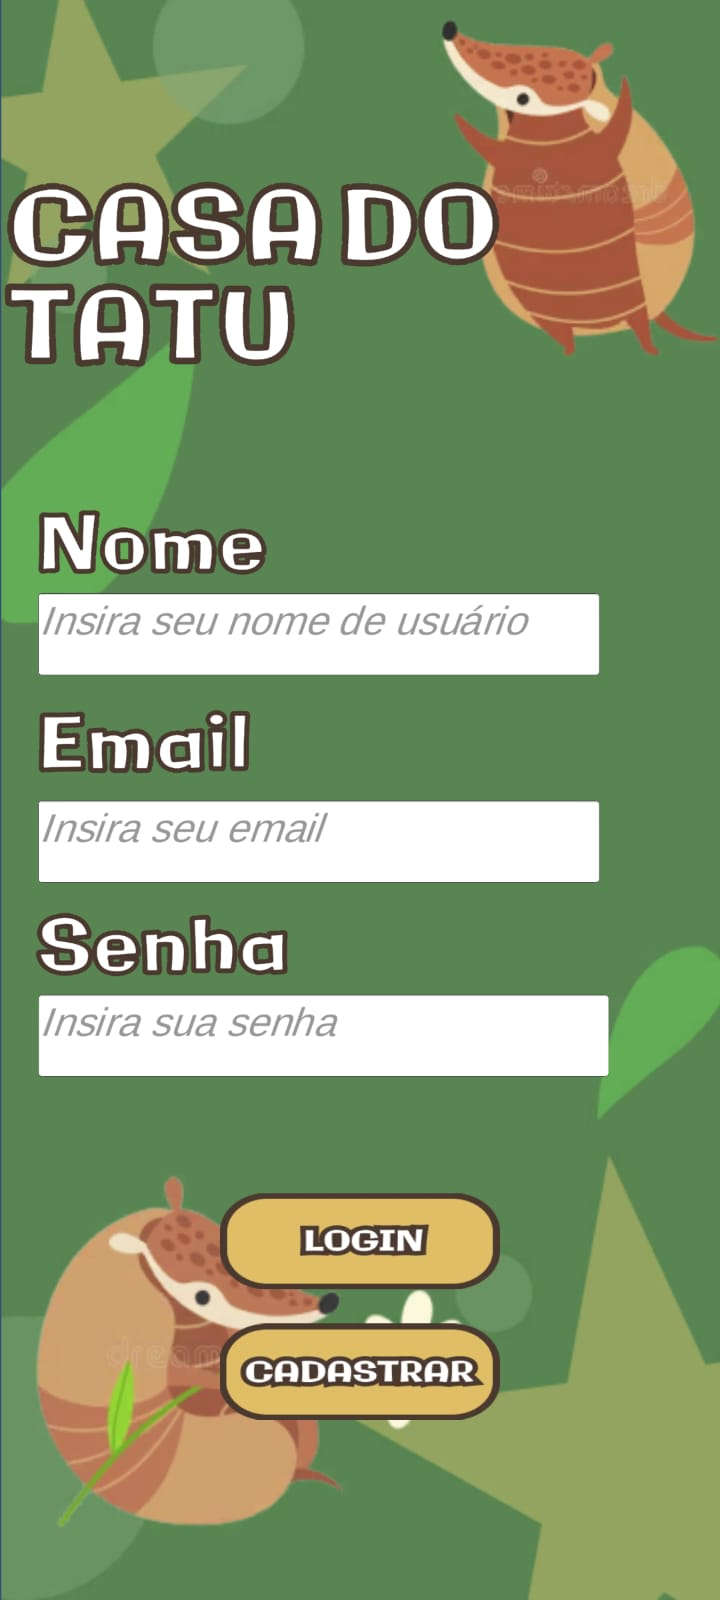 CASA DO
TATU
Nome
Insira seu nome de usuário
Email
Insira seu email
Senha
Insira sua senha
LOGIN
dream
CADASTRAR